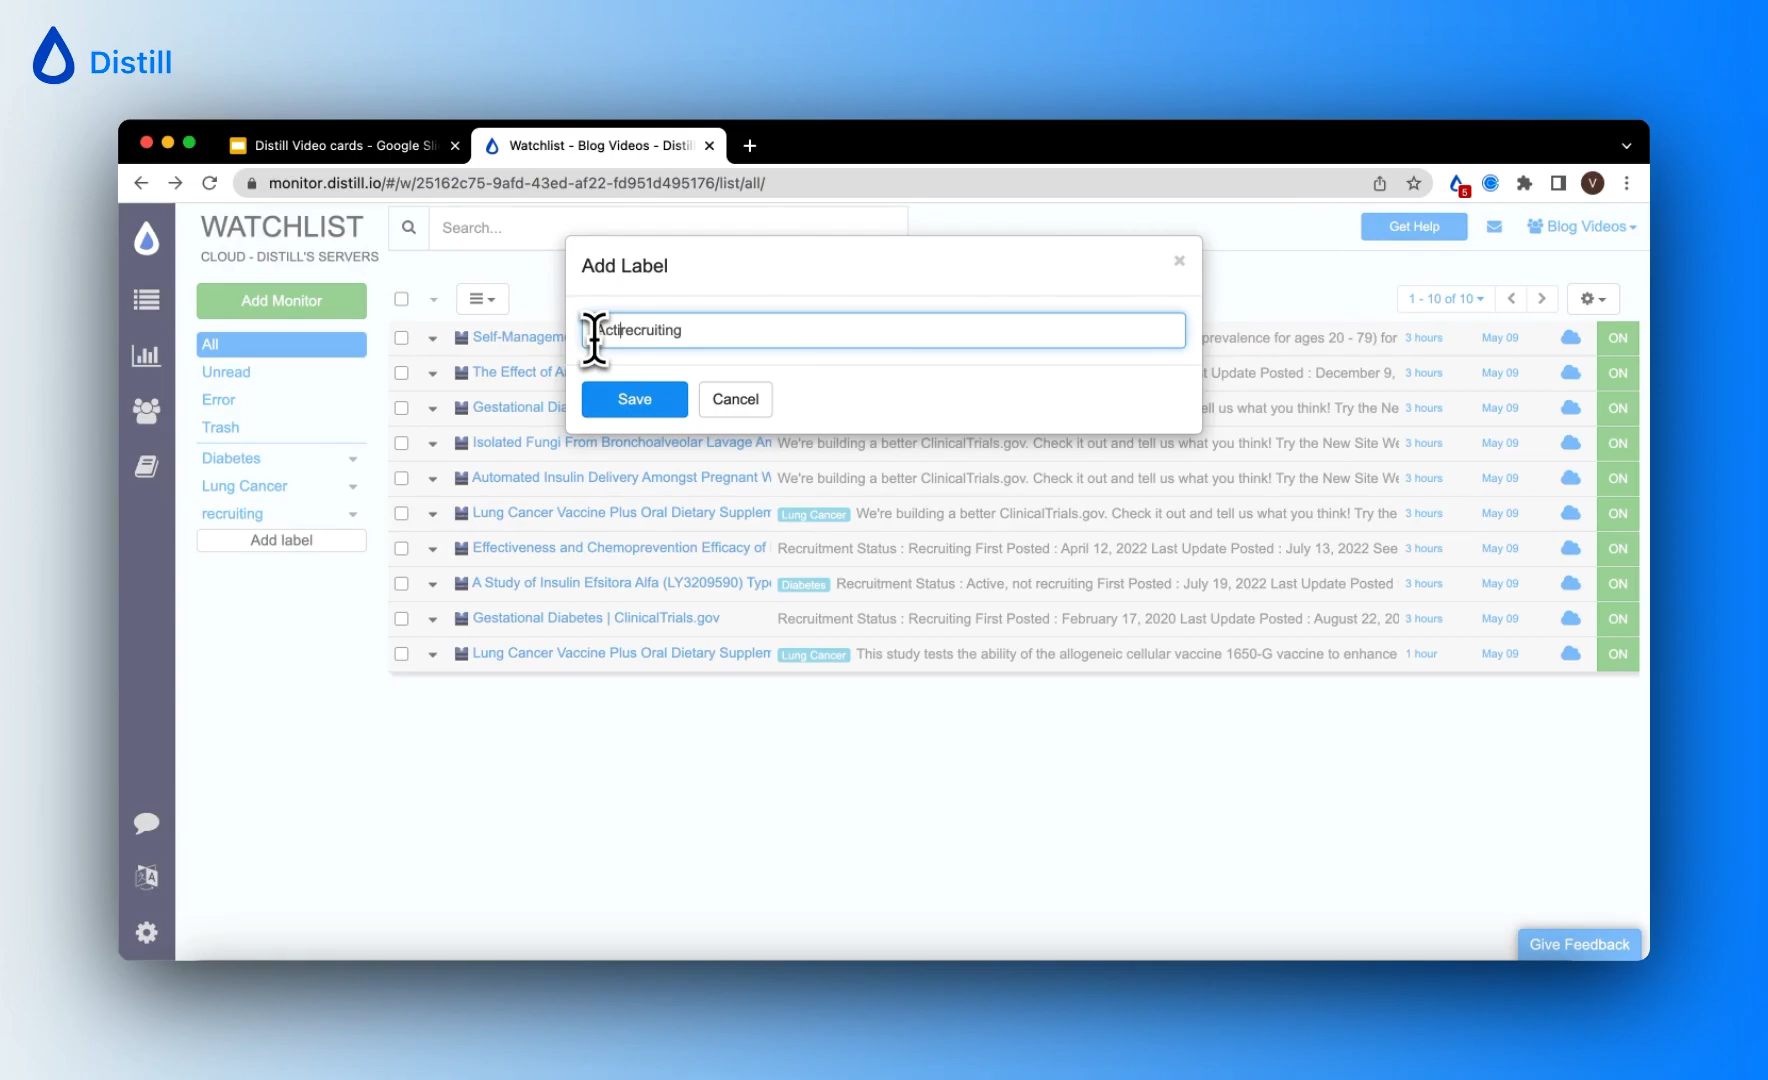 Distill
Distill Video cards - Google Sli
Watchlist - Blog Videos - Distill
monitor.distill.io/#/w/25162c75-9afd-43ed-af22-fd951d495176/list/all/
5
V
WATCHLIST
CLOUD - DISTILL'S SERVERS
Search...
Get Help
Blog Videos
Add Label
Actirecruiting
Save
Cancel
Add Monitor
All
Unread
Error
Trash
Diabetes
Lung Cancer
recruiting
Add label
1 - 10 of 10
Self-Managem prevalence for ages 20 - 79) for 3 hours May 09 ON
The Effect of A t Update Posted : December 9, 3 hours May 09 ON
Gestational Dia ell us what you think! Try the Ne 3 hours May 09 ON
Isolated Fungi From Bronchoalveolar Lavage An We're building a better ClinicalTrials.gov. Check it out and tell us what you think! Try the New Site We 3 hours May 09 ON
Automated Insulin Delivery Amongst Pregnant W We're building a better ClinicalTrials.gov. Check it out and tell us what you think! Try the New Site We 3 hours May 09 ON
Lung Cancer Vaccine Plus Oral Dietary Supplem Lung Cancer We're building a better ClinicalTrials.gov. Check it out and tell us what you think! Try the 3 hours May 09 ON
Effectiveness and Chemoprevention Efficacy of Recruitment Status : Recruiting First Posted : April 12, 2022 Last Update Posted : July 13, 2022 See 3 hours May 09 ON
A Study of Insulin Efsitora Alfa (LY3209590) Type Diabetes Recruitment Status : Active, not recruiting First Posted : July 19, 2022 Last Update Posted 3 hours May 09 ON
Gestational Diabetes | ClinicalTrials.gov Recruitment Status : Recruiting First Posted : February 17, 2020 Last Update Posted : August 22, 20 3 hours May 09 ON
Lung Cancer Vaccine Plus Oral Dietary Supplem Lung Cancer This study tests the ability of the allogeneic cellular vaccine 1650-G vaccine to enhance 1 hour May 09 ON
Give Feedback